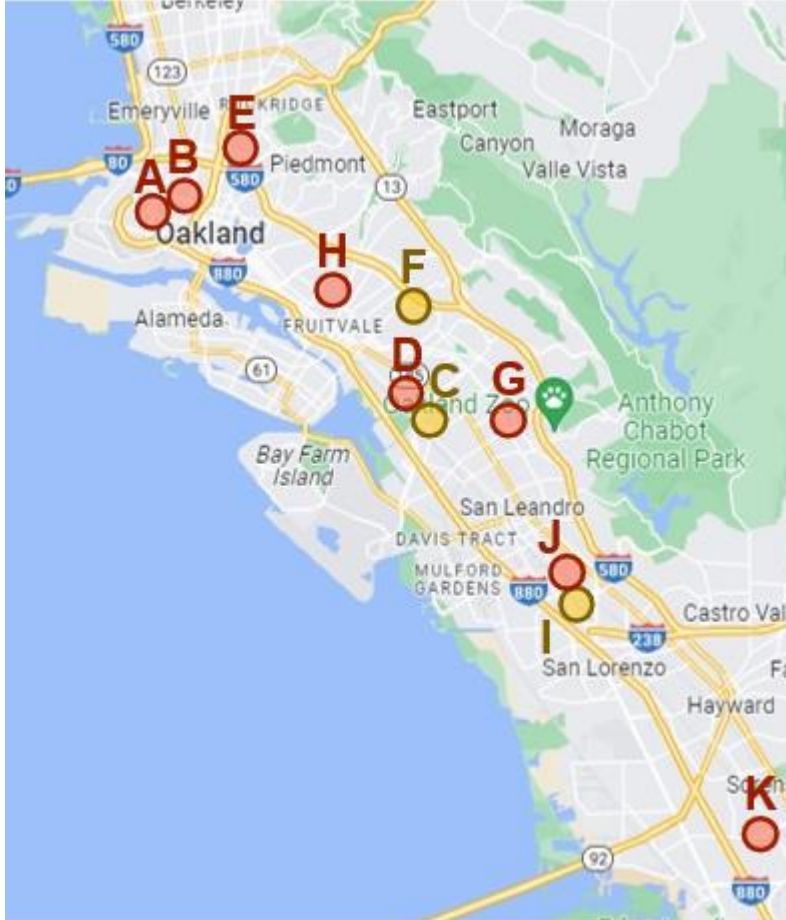 Berkeley
580
123
Emeryville
ROCKRIDGE
E
Eastport
Moraga
Canyon
Valle Vista
80
B
A
580
Piedmont
13
Oakland
H
F
880
Alameda
FRUITVALE
61
D
C
G
Oakland Zoo
Anthony
Chabot
Regional Park
Bay Farm
Island
San Leandro
DAVIS TRACT
J
MULFORD
GARDENS
880
580
I
238
Castro Val
San Lorenzo
Hayward
K
92
880